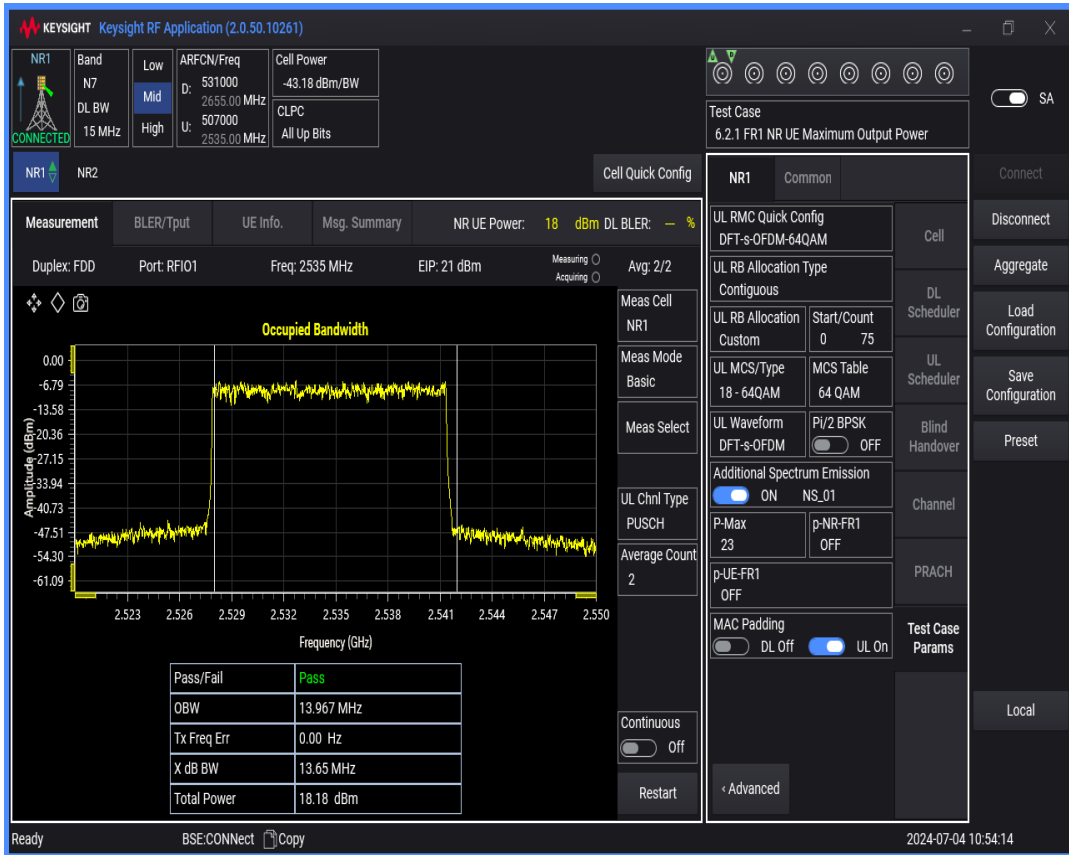 KEYSIGHT Keysight RF Application (2.0.50.10261)
NR1
CONNECTED
Band
N7
DL BW
15 MHz
Low
Mid
High
ARFCN/Freq
D: 531000
2655.00 MHz
U: 507000
2535.00 MHz
Cell Power
-43.18 dBm/BW
CLPC
All Up Bits
Test Case
6.2.1 FR1 NR UE Maximum Output Power
SA
NR1 NR2
Cell Quick Config
Measurement BLER/Tput UE Info. Msg. Summary NR UE Power: 18 dBm DL BLER: -- %
Duplex: FDD Port: RFIO1 Freq: 2535 MHz EIP: 21 dBm Measuring Avg: 2/2
Acquiring
Occupied Bandwidth
Amplitude (dBm)
0.00
-6.79
-13.58
-20.36
-27.15
-33.94
-40.73
-47.51
-54.30
-61.09
2.523 2.526 2.529 2.532 2.535 2.538 2.541 2.544 2.547 2.550
Frequency (GHz)
Pass/Fail Pass
OBW 13.967 MHz
Tx Freq Err 0.00 Hz
X dB BW 13.65 MHz
Total Power 18.18 dBm
Meas Cell
NR1
Meas Mode
Basic
Meas Select
UL Chnl Type
PUSCH
Average Count
2
Continuous
Off
Restart
NR1 Common
UL RMC Quick Config
DFT-s-OFDM-64QAM
UL RB Allocation Type
Contiguous
UL RB Allocation
Custom
Start/Count
0 75
UL MCS/Type
18 - 64QAM
MCS Table
64 QAM
UL Waveform
DFT-s-OFDM
Pi/2 BPSK
OFF
Additional Spectrum Emission
ON NS_01
P-Max
23
p-NR-FR1
OFF
p-UE-FR1
OFF
MAC Padding
DL Off UL On
‹ Advanced
Cell
DL
Scheduler
UL
Scheduler
Blind
Handover
Channel
PRACH
Test Case
Params
Connect
Disconnect
Aggregate
Load
Configuration
Save
Configuration
Preset
Local
Ready BSE:CONNect Copy 2024-07-04 10:54:14